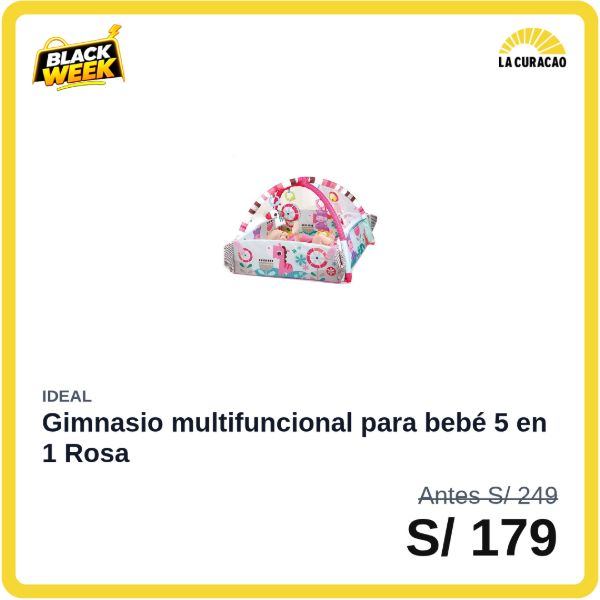 BLACK
WEEK
LA CURACAO
IDEAL
Gimnasio multifuncional para bebé 5 en
1 Rosa
Antes S/ 249
S/ 179